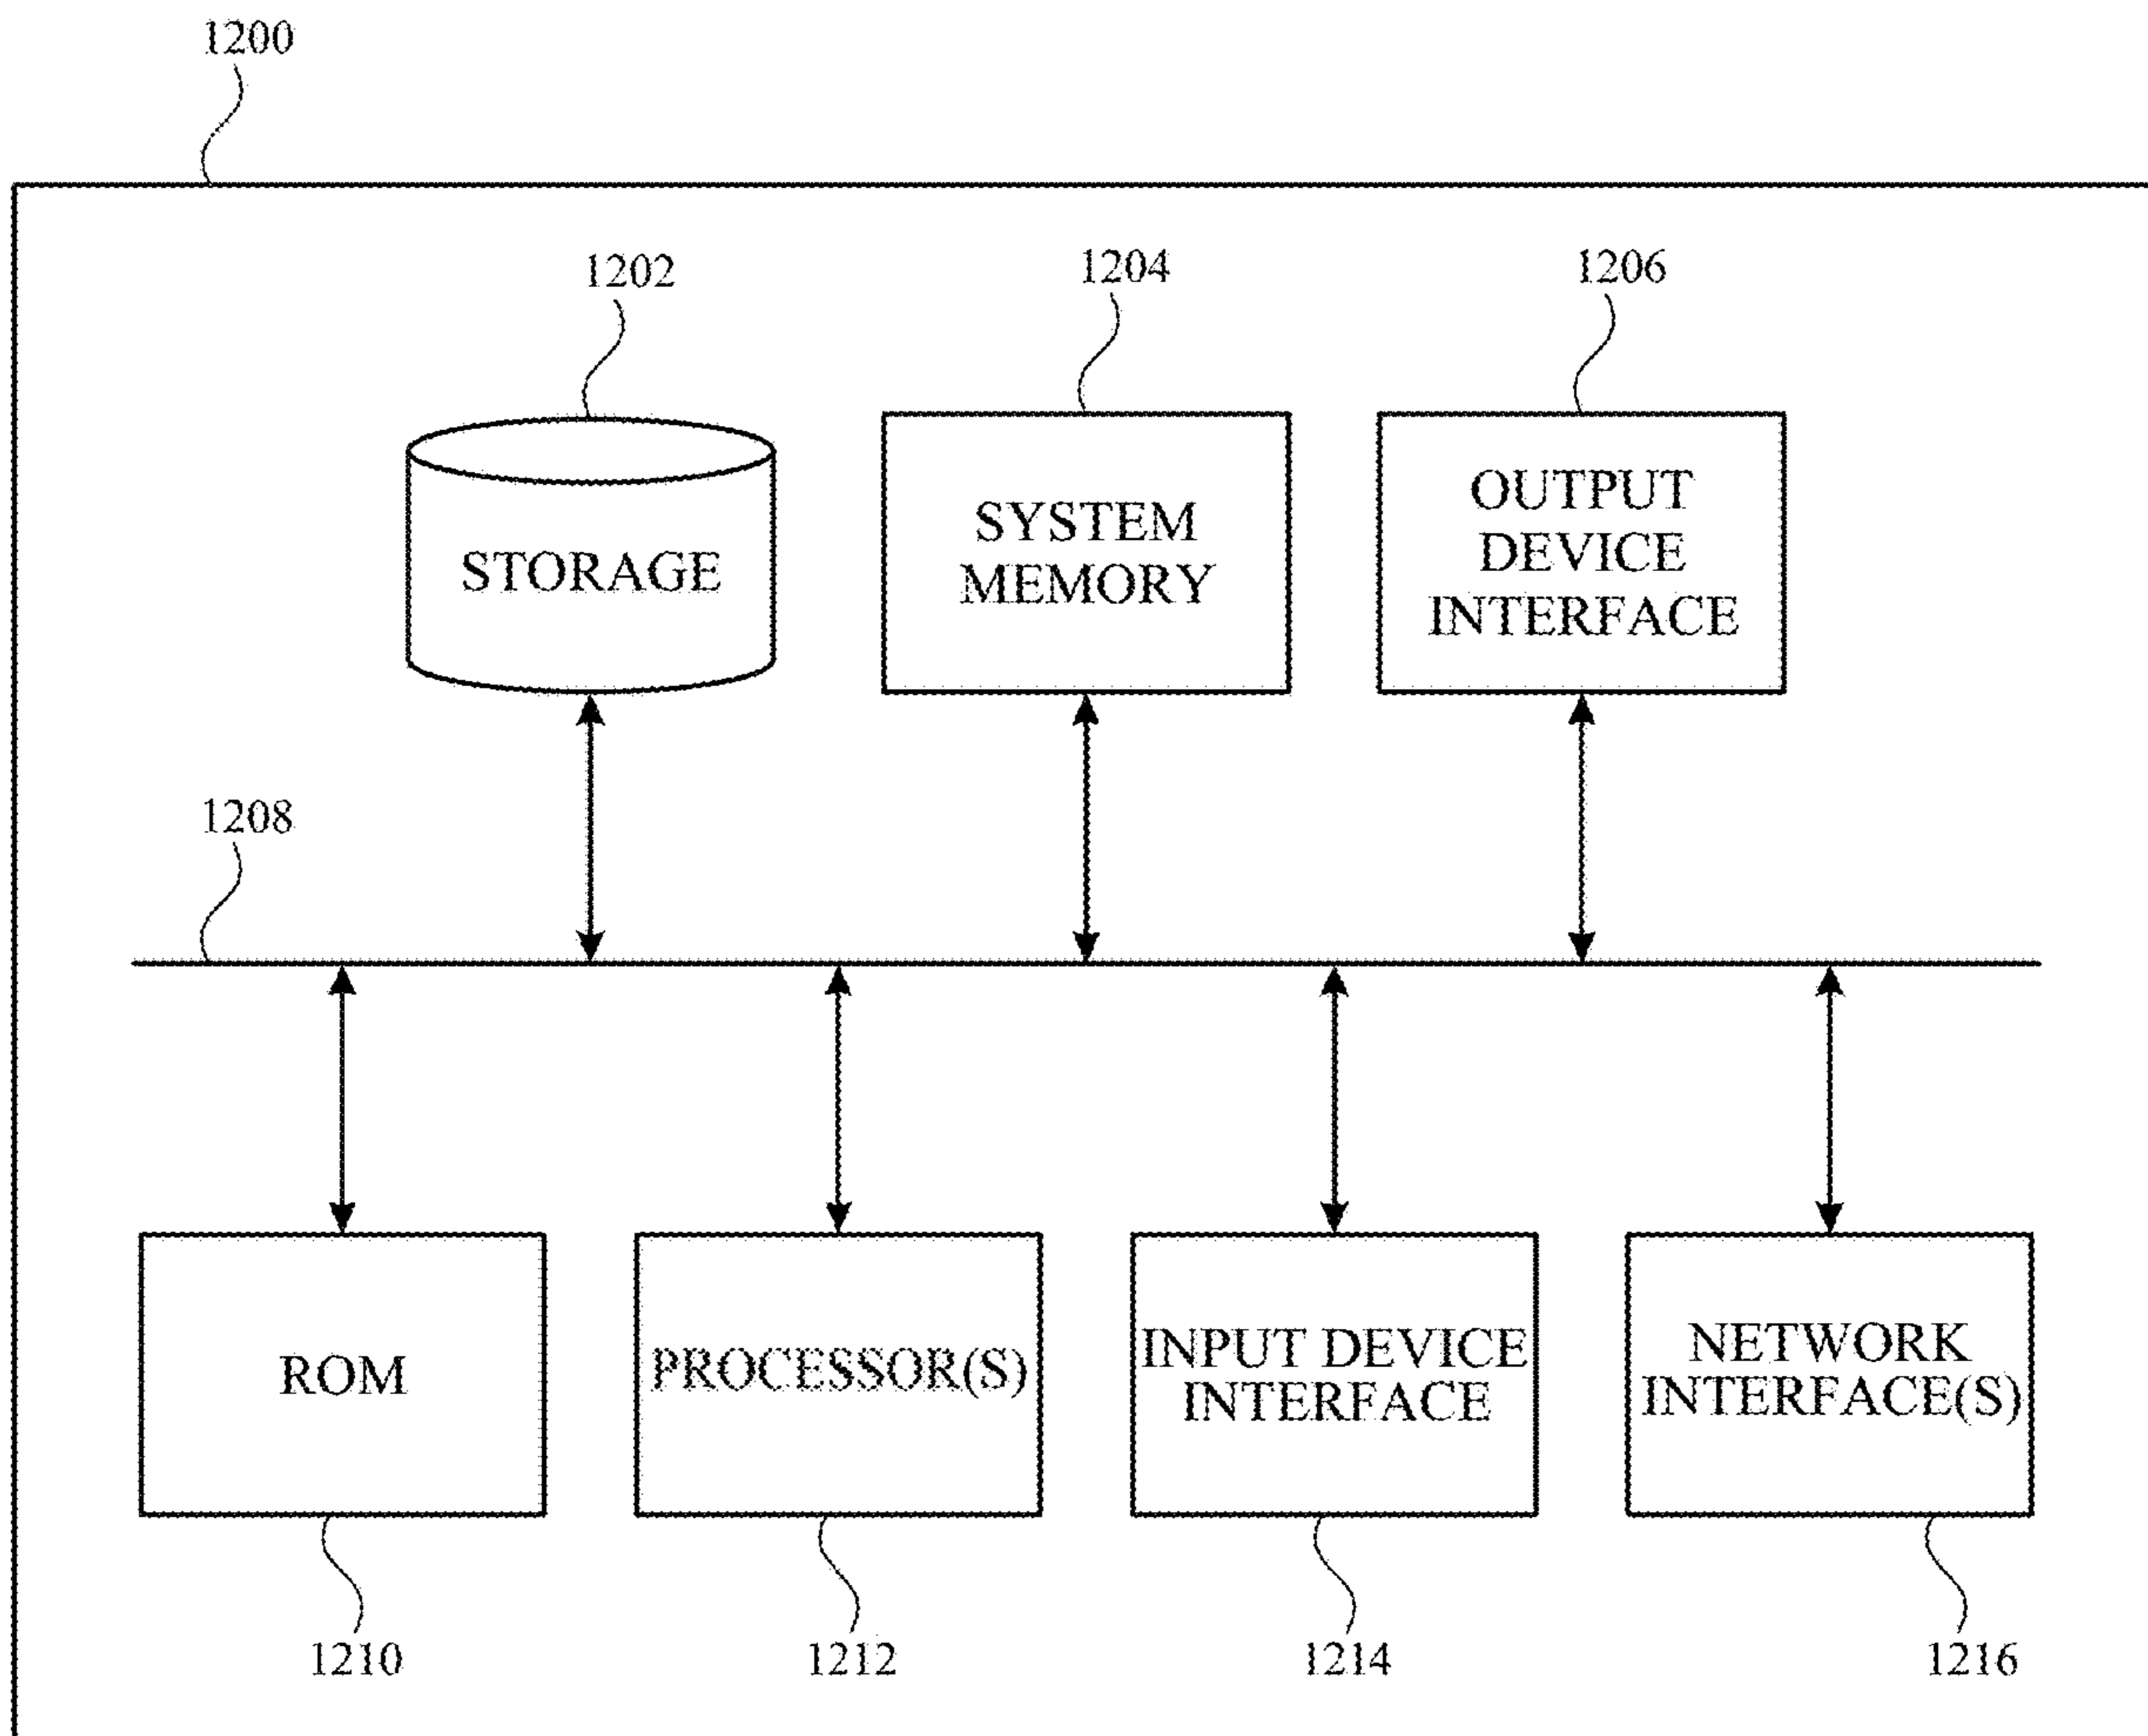 1200
1202
1204
1206
STORAGE
SYSTEM
MEMORY
OUTPUT
DEVICE
INTERFACE
1208
ROM
PROCESSOR(S)
INPUT DEVICE
INTERFACE
NETWORK
INTERFACE(S)
1210
1212
1214
1216